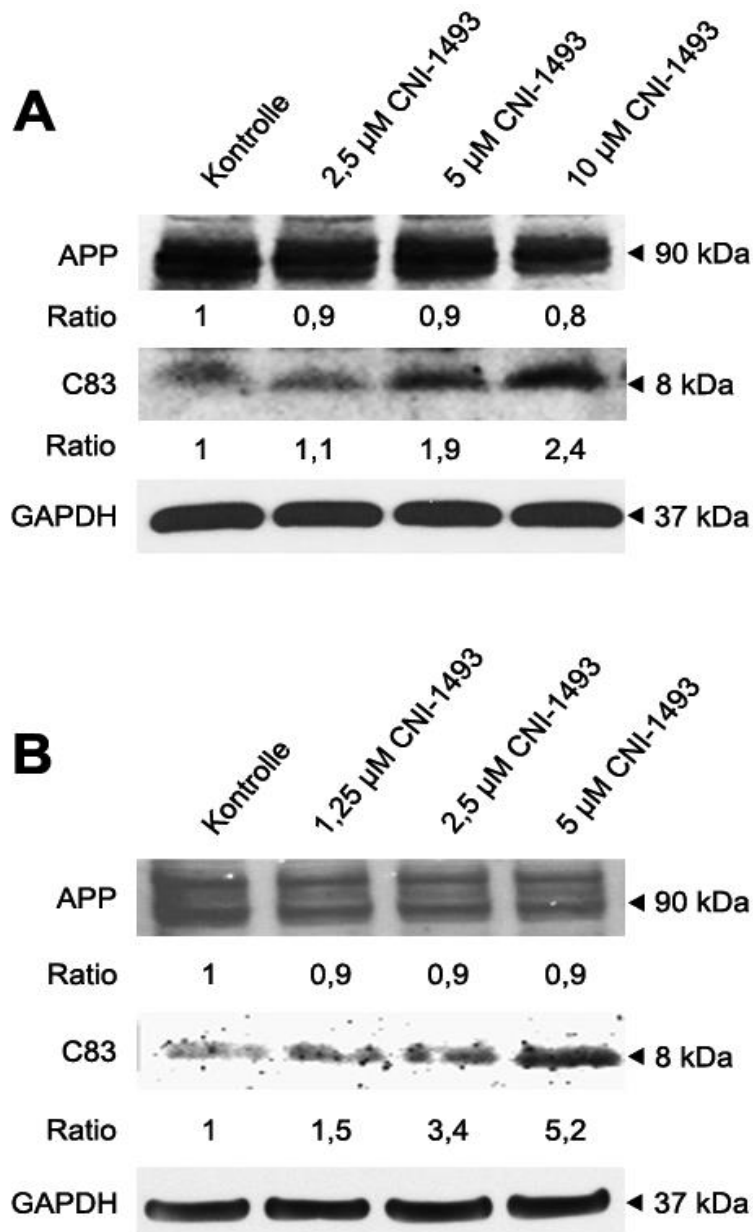 A
Kontrolle
2,5 µM CNI-1493
5 µM CNI-1493
10 µM CNI-1493
APP ◄ 90 kDa
Ratio 1 0,9 0,9 0,8
C83 ◄ 8 kDa
Ratio 1 1,1 1,9 2,4
GAPDH ◄ 37 kDa
B
Kontrolle
1,25 µM CNI-1493
2,5 µM CNI-1493
5 µM CNI-1493
APP ◄ 90 kDa
Ratio 1 0,9 0,9 0,9
C83 ◄ 8 kDa
Ratio 1 1,5 3,4 5,2
GAPDH ◄ 37 kDa